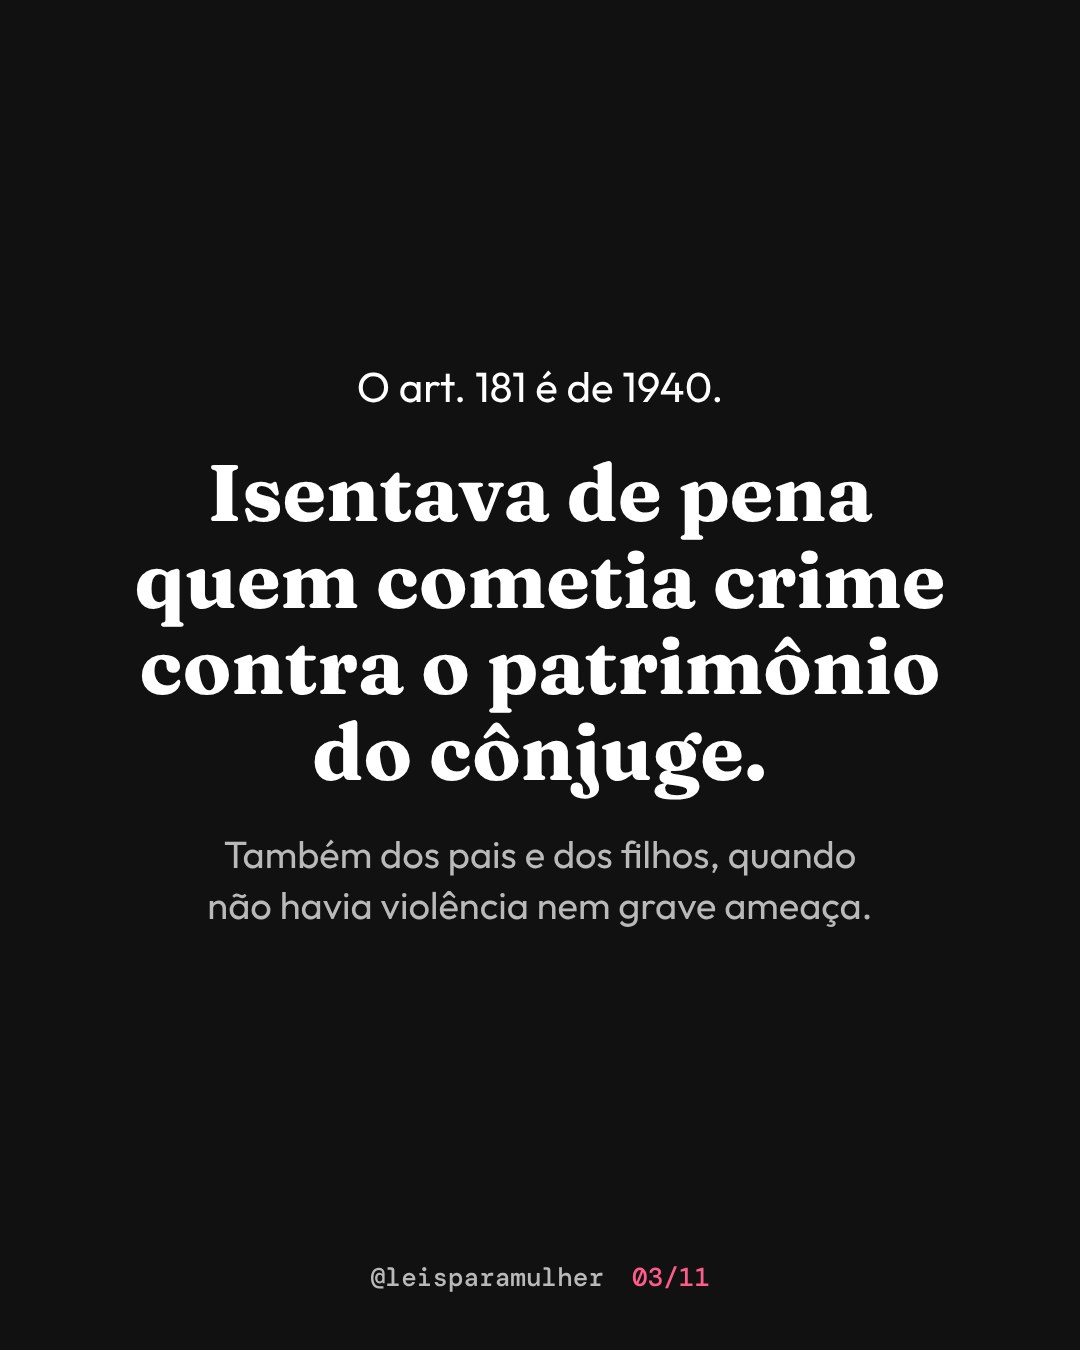 O art. 181 é de 1940.
Isentava de pena
quem cometia crime
contra o patrimônio
do cônjuge.
Também dos pais e dos filhos, quando
não havia violência nem grave ameaça.
@leisparamulher 03/11